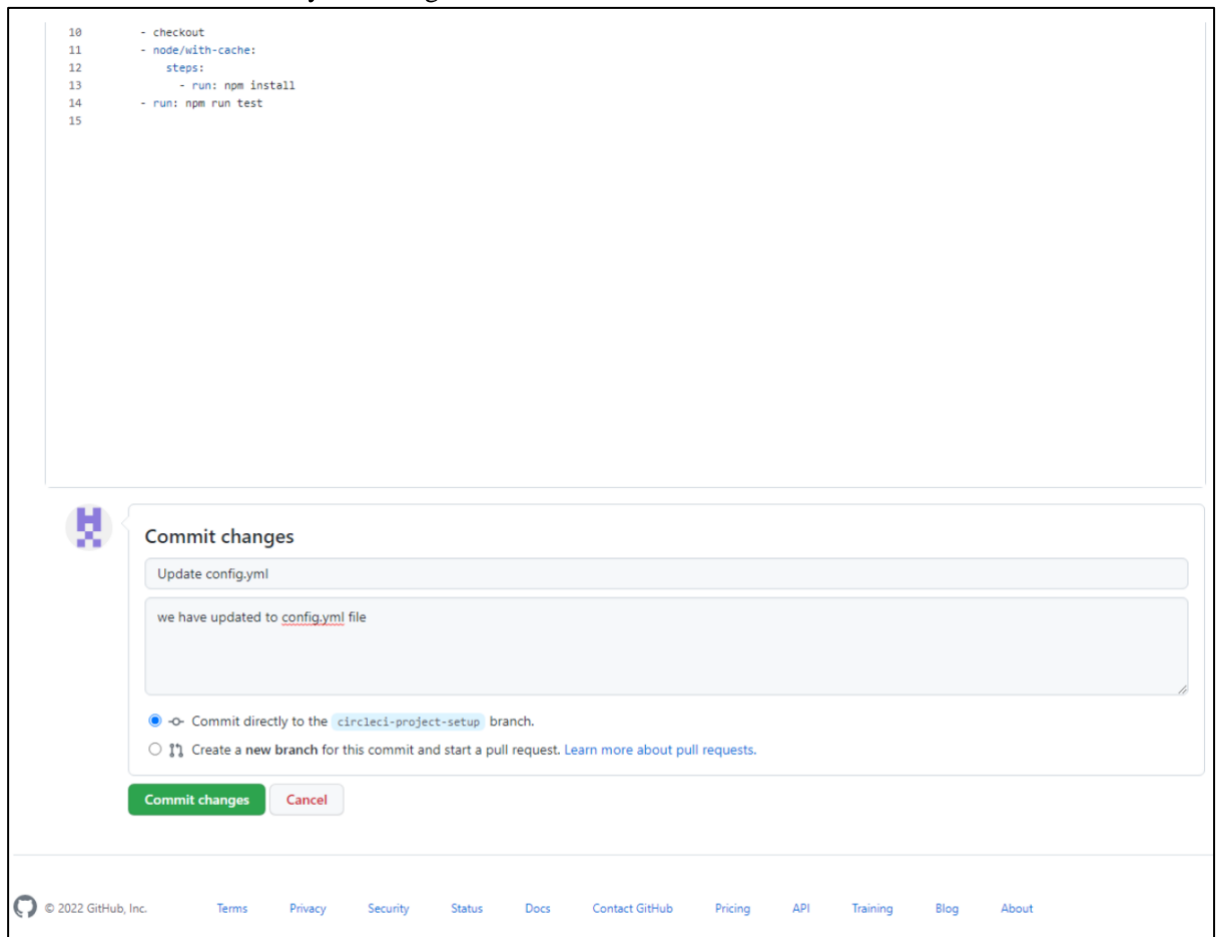 10 - checkout
11 - node/with-cache:
12 steps:
13 - run: npm install
14 - run: npm run test
15
Commit changes
Update config.yml
we have updated to config.yml file
Commit directly to the circleci-project-setup branch.
Create a new branch for this commit and start a pull request. Learn more about pull requests.
Commit changes Cancel
© 2022 GitHub, Inc. Terms Privacy Security Status Docs Contact GitHub Pricing API Training Blog About